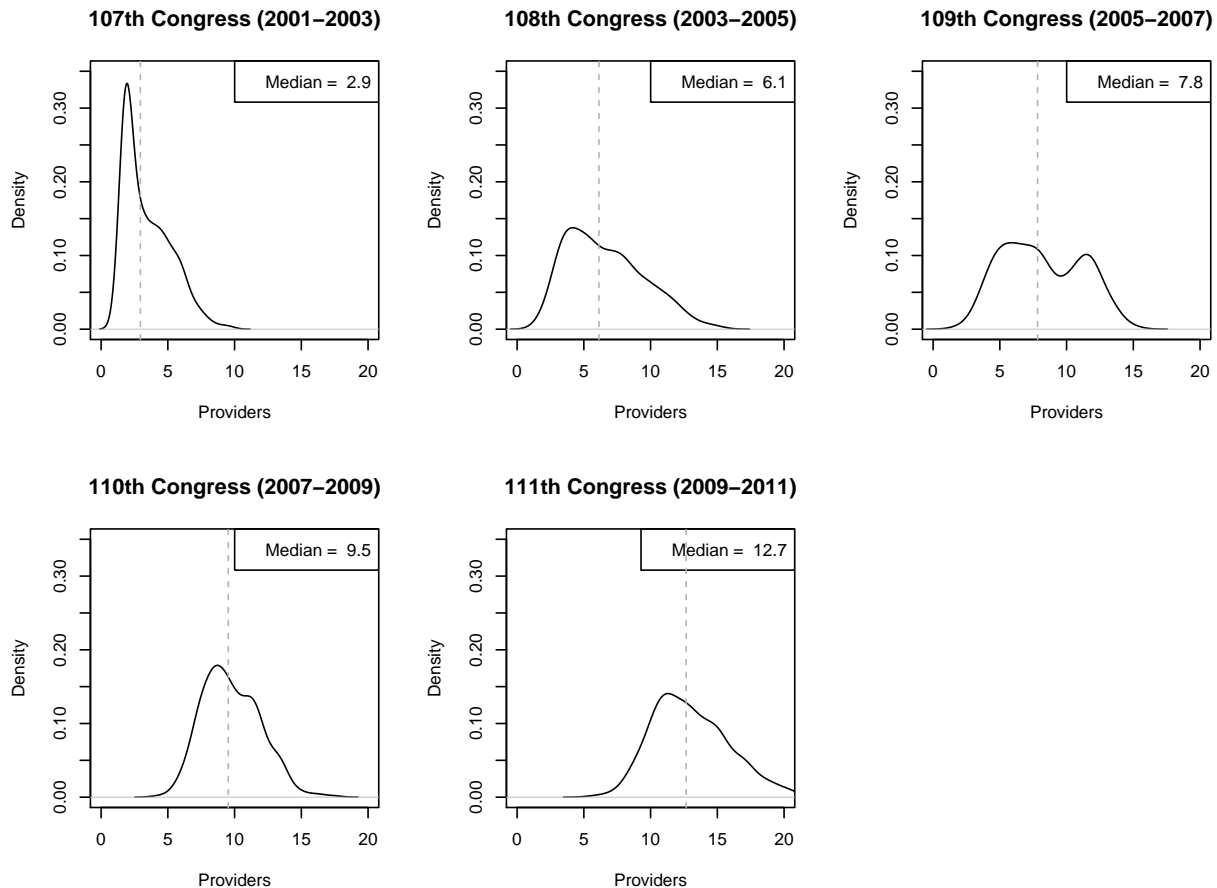 107th Congress (2001−2003)
Median = 2.9
Density
0.00 0.10 0.20 0.30
0 5 10 15 20
Providers
108th Congress (2003−2005)
Median = 6.1
Density
0.00 0.10 0.20 0.30
0 5 10 15 20
Providers
109th Congress (2005−2007)
Median = 7.8
Density
0.00 0.10 0.20 0.30
0 5 10 15 20
Providers
110th Congress (2007−2009)
Median = 9.5
Density
0.00 0.10 0.20 0.30
0 5 10 15 20
Providers
111th Congress (2009−2011)
Median = 12.7
Density
0.00 0.10 0.20 0.30
0 5 10 15 20
Providers